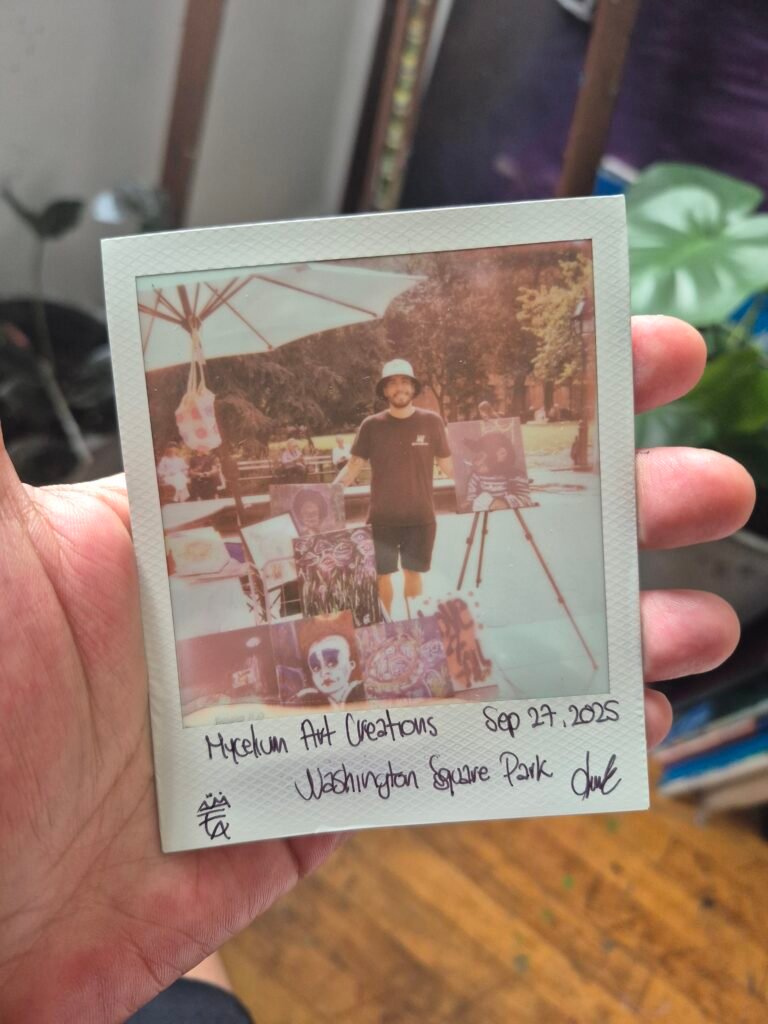 Mycelium Art Creations Sep 27, 2025
Washington Square Park